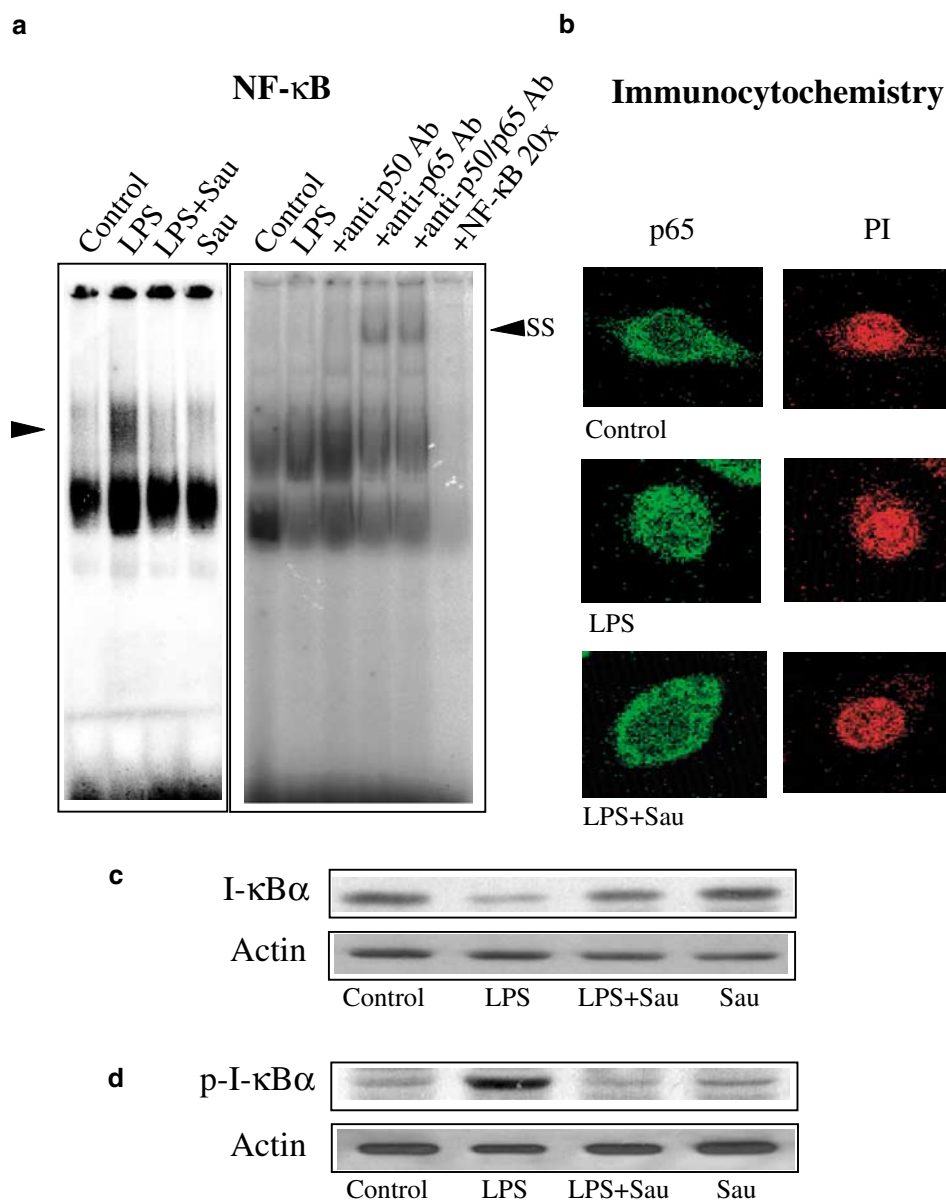 a
NF-κB
Control
LPS
LPS+Sau
Sau
Control
LPS
+anti-p50 Ab
+anti-p65 Ab
+anti-p50/p65 Ab
+NF-κB 20x
SS
b
Immunocytochemistry
p65 PI
Control
LPS
LPS+Sau
c
I-κBα
Actin
Control LPS LPS+Sau Sau
d
p-I-κBα
Actin
Control LPS LPS+Sau Sau